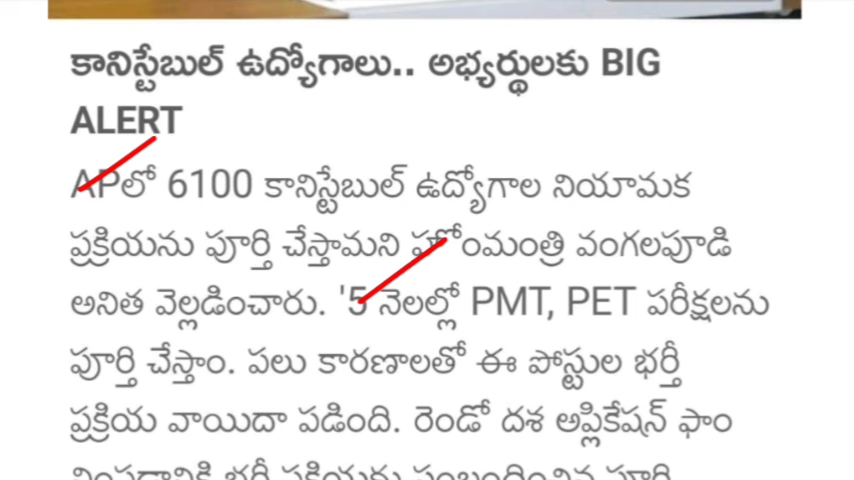 కానిస్టేబుల్ ఉద్యోగాలు.. అభ్యర్థులకు BIG
ALERT
APలో 6100 కానిస్టేబుల్ ఉద్యోగాల నియామక
ప్రక్రియను పూర్తి చేస్తామని హోంమంత్రి వంగలపూడి
అనిత వెల్లడించారు. '5 నెలల్లో PMT, PET పరీక్షలను
పూర్తి చేస్తాం. పలు కారణాలతో ఈ పోస్టుల భర్తీ
ప్రక్రియ వాయిదా పడింది. రెండో దశ అప్లికేషన్ ఫాం